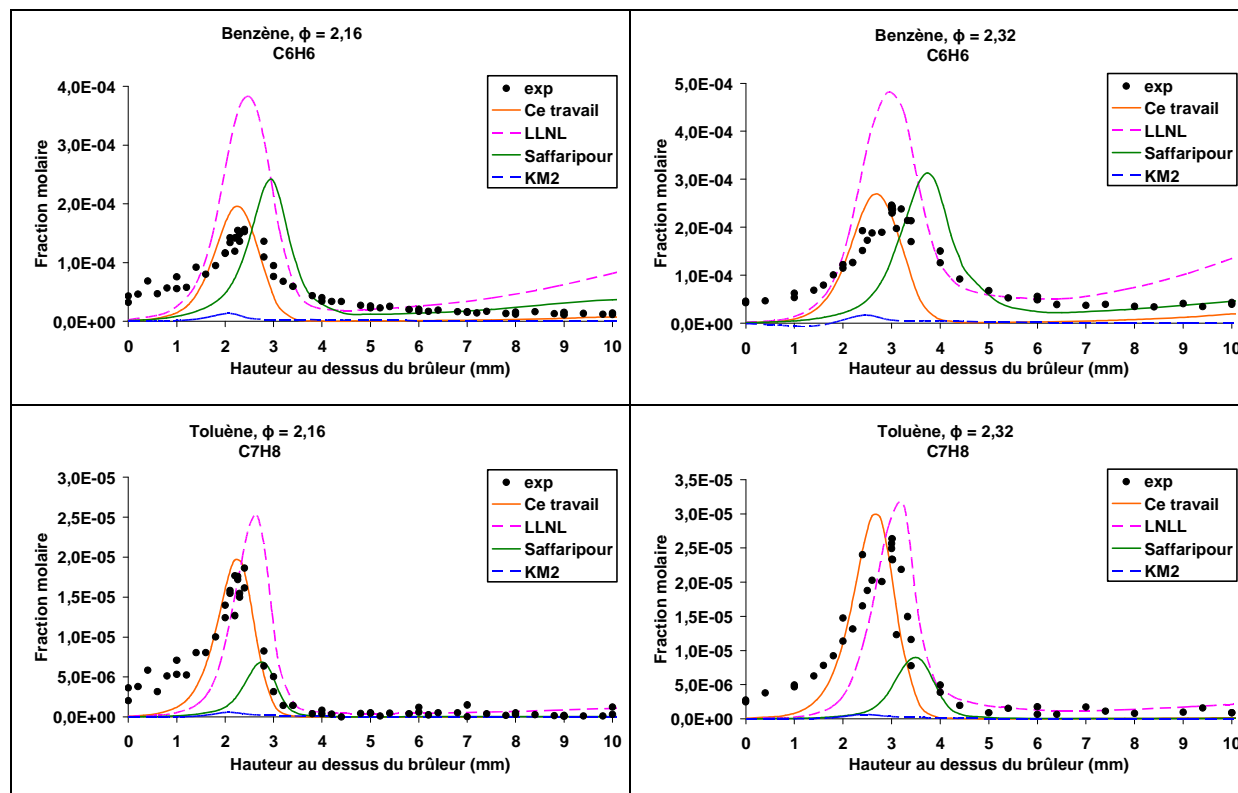 Benzène, ϕ = 2,16
C6H6
4,0E-04
3,0E-04
2,0E-04
1,0E-04
0,0E+00
Fraction molaire
0 1 2 3 4 5 6 7 8 9 10
Hauteur au dessus du brûleur (mm)
exp
Ce travail
LLNL
Saffaripour
KM2
Benzène, ϕ = 2,32
C6H6
5,0E-04
4,0E-04
3,0E-04
2,0E-04
1,0E-04
0,0E+00
Fraction molaire
0 1 2 3 4 5 6 7 8 9 10
Hauteur au dessus du brûleur (mm)
exp
Ce travail
LLNL
Saffaripour
KM2
Toluène, ϕ = 2,16
C7H8
3,0E-05
2,5E-05
2,0E-05
1,5E-05
1,0E-05
5,0E-06
0,0E+00
Fraction molaire
0 1 2 3 4 5 6 7 8 9 10
Hauteur au dessus du brûleur (mm)
exp
Ce travail
LLNL
Saffaripour
KM2
Toluène, ϕ = 2,32
C7H8
3,5E-05
3,0E-05
2,5E-05
2,0E-05
1,5E-05
1,0E-05
5,0E-06
0,0E+00
Fraction molaire
0 1 2 3 4 5 6 7 8 9 10
Hauteur au dessus du brûleur (mm)
exp
Ce travail
LNLL
Saffaripour
KM2